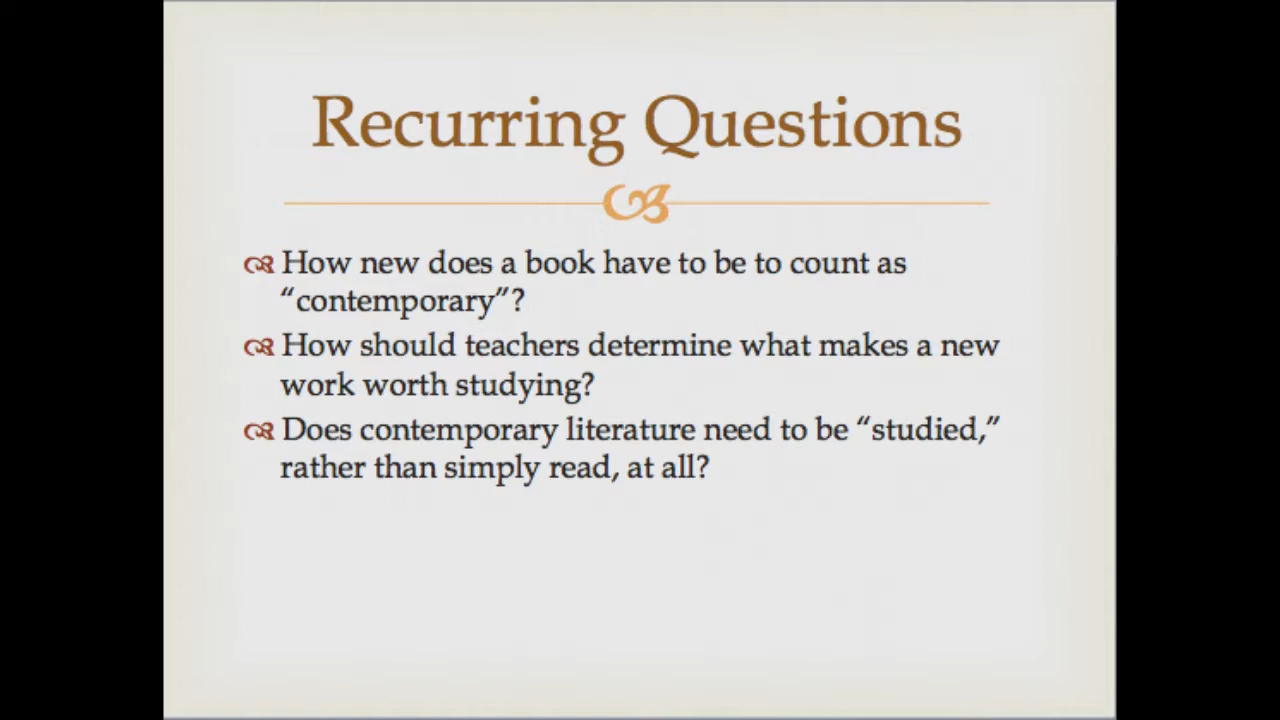 Recurring Questions
How new does a book have to be to count as
“contemporary”?
How should teachers determine what makes a new
work worth studying?
Does contemporary literature need to be “studied,”
rather than simply read, at all?